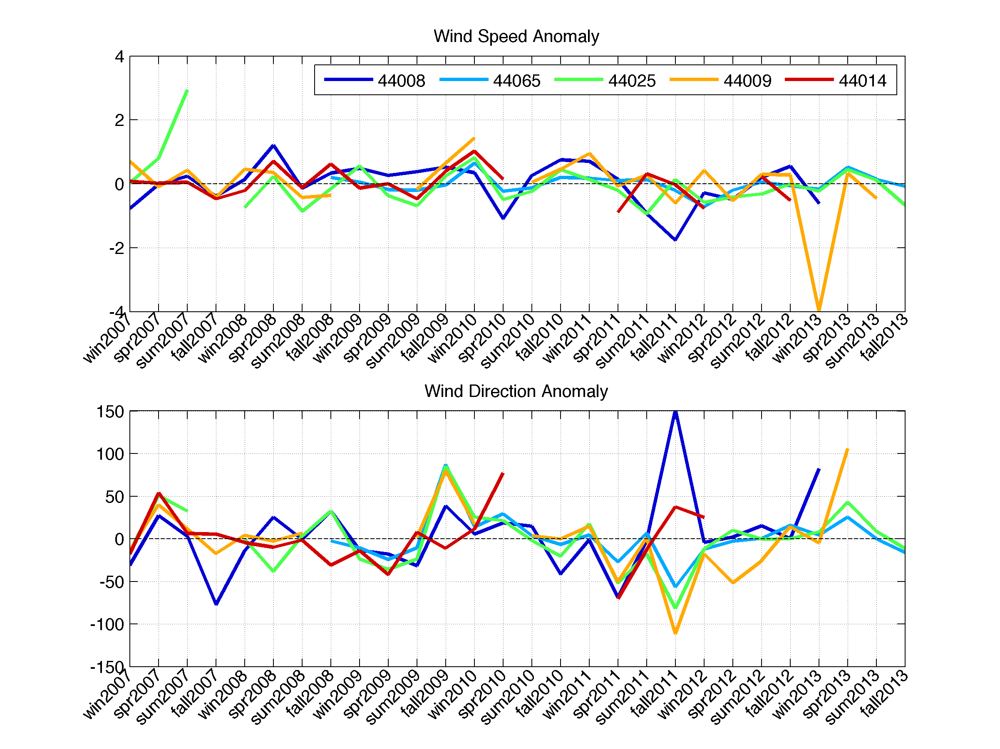 Wind Speed Anomaly
4
2
0
-2
-4
44008 44065 44025 44009 44014
win2007 spr2007 sum2007 fall2007 win2008 spr2008 sum2008 fall2008 win2009 spr2009 sum2009 fall2009 win2010 spr2010 sum2010 fall2010 win2011 spr2011 sum2011 fall2011 win2012 spr2012 sum2012 fall2012 win2013 spr2013 sum2013 fall2013
Wind Direction Anomaly
150
100
50
0
-50
-100
-150
win2007 spr2007 sum2007 fall2007 win2008 spr2008 sum2008 fall2008 win2009 spr2009 sum2009 fall2009 win2010 spr2010 sum2010 fall2010 win2011 spr2011 sum2011 fall2011 win2012 spr2012 sum2012 fall2012 win2013 spr2013 sum2013 fall2013